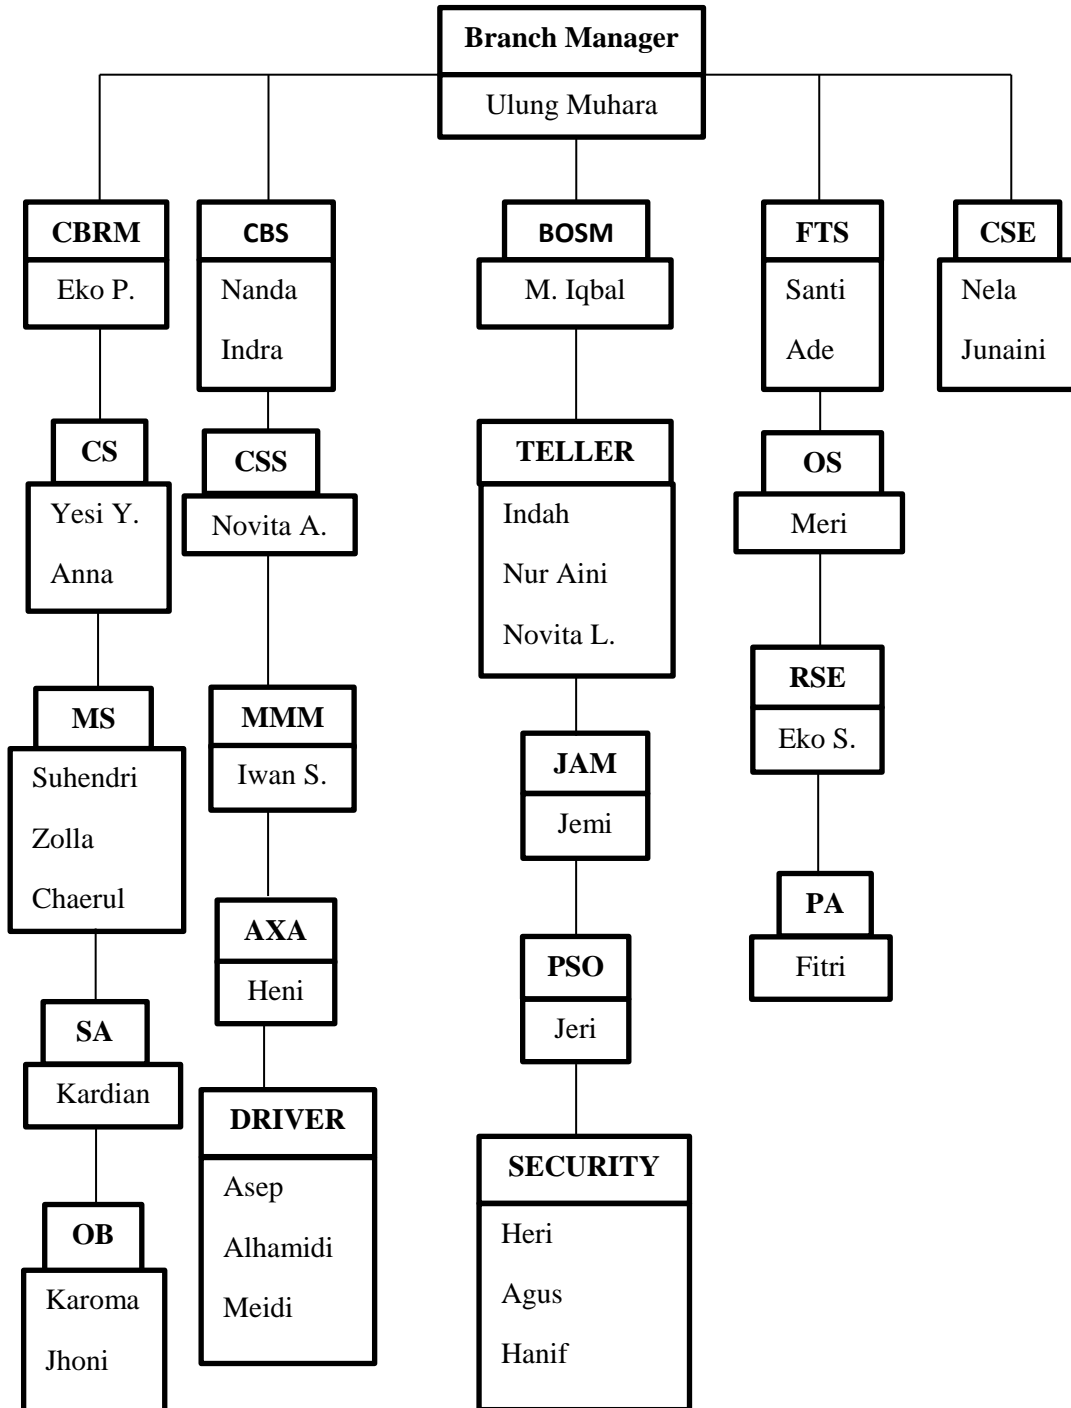 Branch Manager
Ulung Muhara
CBRM
Eko P.
CS
Yesi Y.
Anna
MS
Suhendri
Zolla
Chaerul
SA
Kardian
OB
Karoma
Jhoni
CBS
Nanda
Indra
CSS
Novita A.
MMM
Iwan S.
AXA
Heni
DRIVER
Asep
Alhamidi
Meidi
BOSM
M. Iqbal
TELLER
Indah
Nur Aini
Novita L.
JAM
Jemi
PSO
Jeri
SECURITY
Heri
Agus
Hanif
FTS
Santi
Ade
OS
Meri
RSE
Eko S.
PA
Fitri
CSE
Nela
Junaini